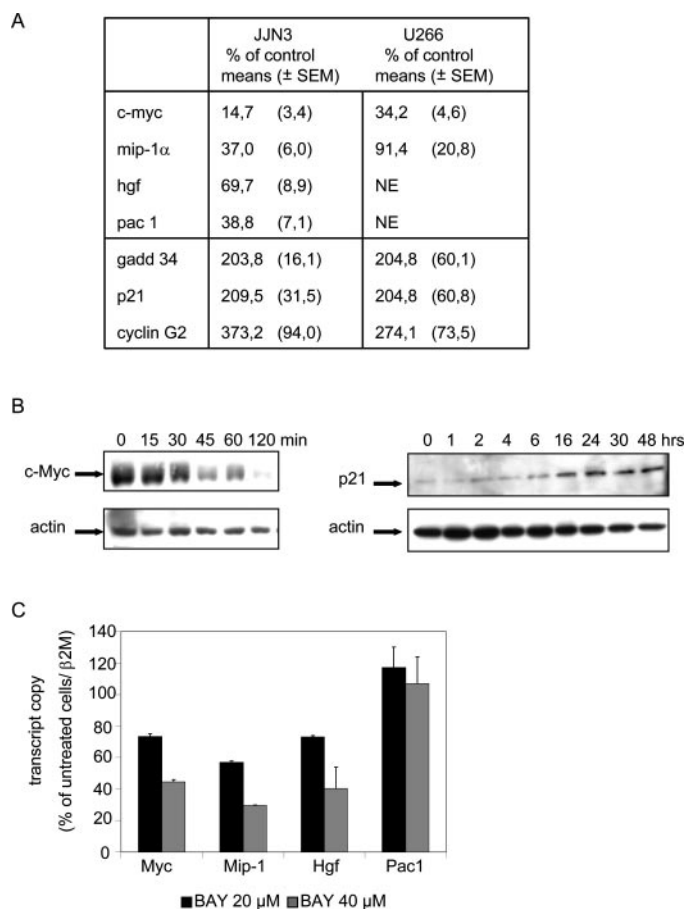 A
JJN3 U266
% of control % of control
means (± SEM) means (± SEM)
c-myc 14,7 (3,4) 34,2 (4,6)
mip-1α 37,0 (6,0) 91,4 (20,8)
hgf 69,7 (8,9) NE
pac 1 38,8 (7,1) NE
gadd 34 203,8 (16,1) 204,8 (60,1)
p21 209,5 (31,5) 204,8 (60,8)
cyclin G2 373,2 (94,0) 274,1 (73,5)
B
0 15 30 45 60 120 min
c-Myc
actin
0 1 2 4 6 16 24 30 48 hrs
p21
actin
C
transcript copy
(% of untreated cells/ β2M)
140
120
100
80
60
40
20
0
Myc Mip-1 Hgf Pac1
BAY 20 µM BAY 40 µM